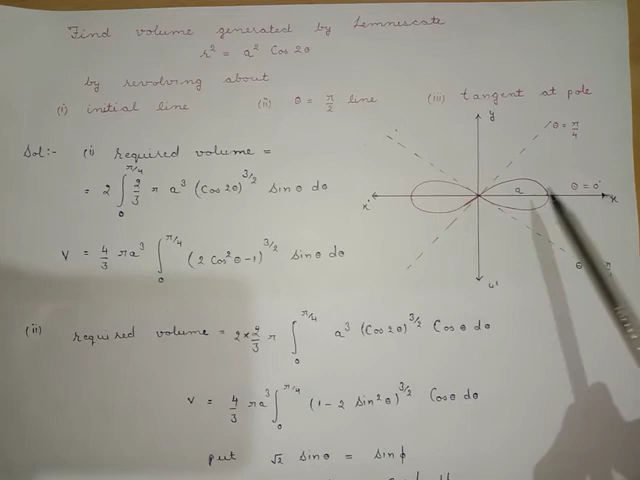 Find volume generated by Lemniscate
r² = a² Cos 2θ
by revolving about
(i) initial line (ii) θ = π/2 line (iii) tangent at pole
Sol:- (i) required volume =
= 2 ∫₀^{π/4} 2/3 π a³ (Cos 2θ)^{3/2} Sin θ dθ
V = 4/3 π a³ ∫₀^{π/4} (2 Cos² θ - 1)^{3/2} Sin θ dθ
y
θ = π/4
x'
a
θ = 0°
x
y'
θ
π
(ii) required volume = 2 × 2/3 π ∫₀^{π/4} a³ (Cos 2θ)^{3/2} Cos θ dθ
V = 4/3 π a³ ∫₀^{π/4} (1 - 2 Sin² θ)^{3/2} Cos θ dθ
put √2 Sin θ = Sin ϕ